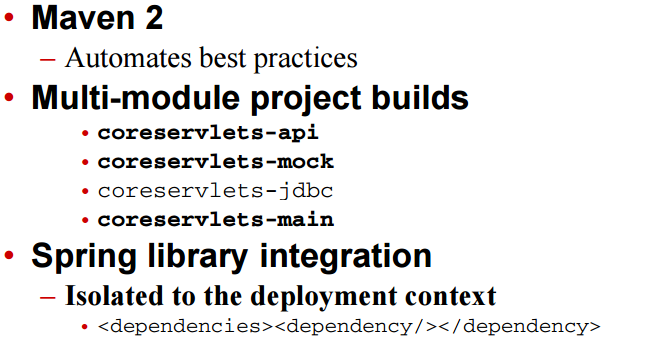 • Maven 2
– Automates best practices
• Multi-module project builds
• coreservlets-api
• coreservlets-mock
• coreservlets-jdbc
• coreservlets-main
• Spring library integration
– Isolated to the deployment context
• <dependencies><dependency/></dependency>